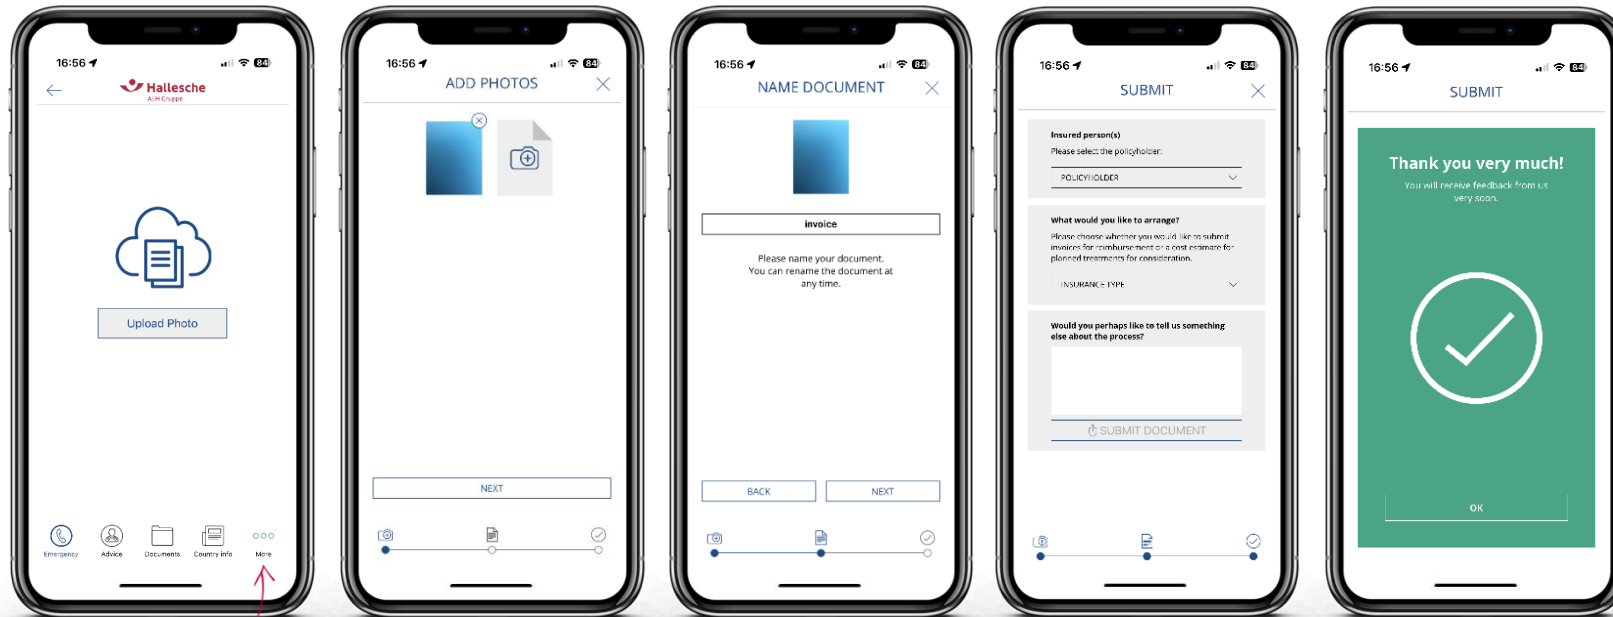 16:56
84
Hallesche
ALH Gruppe
Upload Photo
Emergency
Advice
Documents
Country info
More
16:56
84
ADD PHOTOS
NEXT
16:56
84
NAME DOCUMENT
invoice
Please name your document.
You can rename the document at
any time.
BACK
NEXT
16:56
84
SUBMIT
Insured person(s)
Please select the policyholder:
POLICYHOLDER
What would you like to arrange?
Please choose whether you would like to submit
invoices for reimbursement or a cost estimate for
planned treatments for consideration.
INSURANCE TYPE
Would you perhaps like to tell us something
else about the process?
SUBMIT DOCUMENT
16:56
84
SUBMIT
Thank you very much!
You will receive feedback from us
very soon.
OK